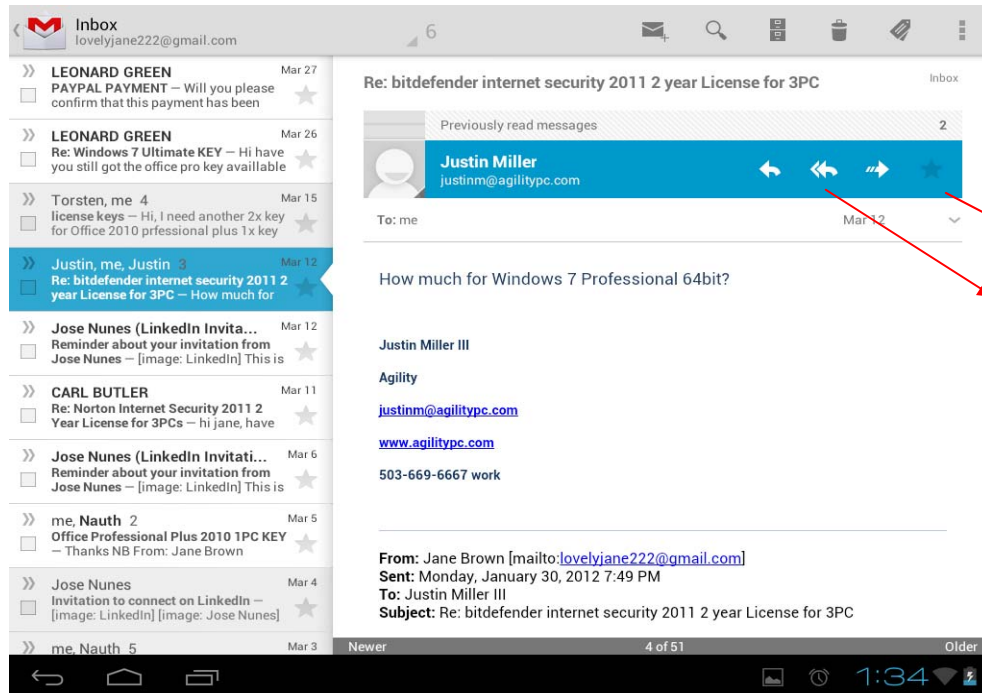 Inbox
lovelyjane222@gmail.com
6
LEONARD GREEN Mar 27
PAYPAL PAYMENT – Will you please
confirm that this payment has been
LEONARD GREEN Mar 26
Re: Windows 7 Ultimate KEY – Hi have
you still got the office pro key availlable
Torsten, me 4 Mar 15
license keys – Hi, I need another 2x key
for Office 2010 prfessional plus 1x key
Justin, me, Justin 3 Mar 12
Re: bitdefender internet security 2011 2
year License for 3PC – How much for
Jose Nunes (LinkedIn Invita... Mar 12
Reminder about your invitation from
Jose Nunes – [image: LinkedIn] This is
CARL BUTLER Mar 11
Re: Norton Internet Security 2011 2
Year License for 3PCs – hi jane, have
Jose Nunes (LinkedIn Invitati... Mar 6
Reminder about your invitation from
Jose Nunes – [image: LinkedIn] This is
me, Nauth 2 Mar 5
Office Professional Plus 2010 1PC KEY
– Thanks NB From: Jane Brown
Jose Nunes Mar 4
Invitation to connect on LinkedIn –
[image: LinkedIn] [image: Jose Nunes]
me, Nauth 5 Mar 3
Re: bitdefender internet security 2011 2 year License for 3PC Inbox
Previously read messages 2
Justin Miller
justinm@agilitypc.com
To: me Mar 12
How much for Windows 7 Professional 64bit?
Justin Miller III
Agility
justinm@agilitypc.com
www.agilitypc.com
503-669-6667 work
From: Jane Brown [mailto:lovelyjane222@gmail.com]
Sent: Monday, January 30, 2012 7:49 PM
To: Justin Miller III
Subject: Re: bitdefender internet security 2011 2 year License for 3PC
Newer 4 of 51 Older
1:34